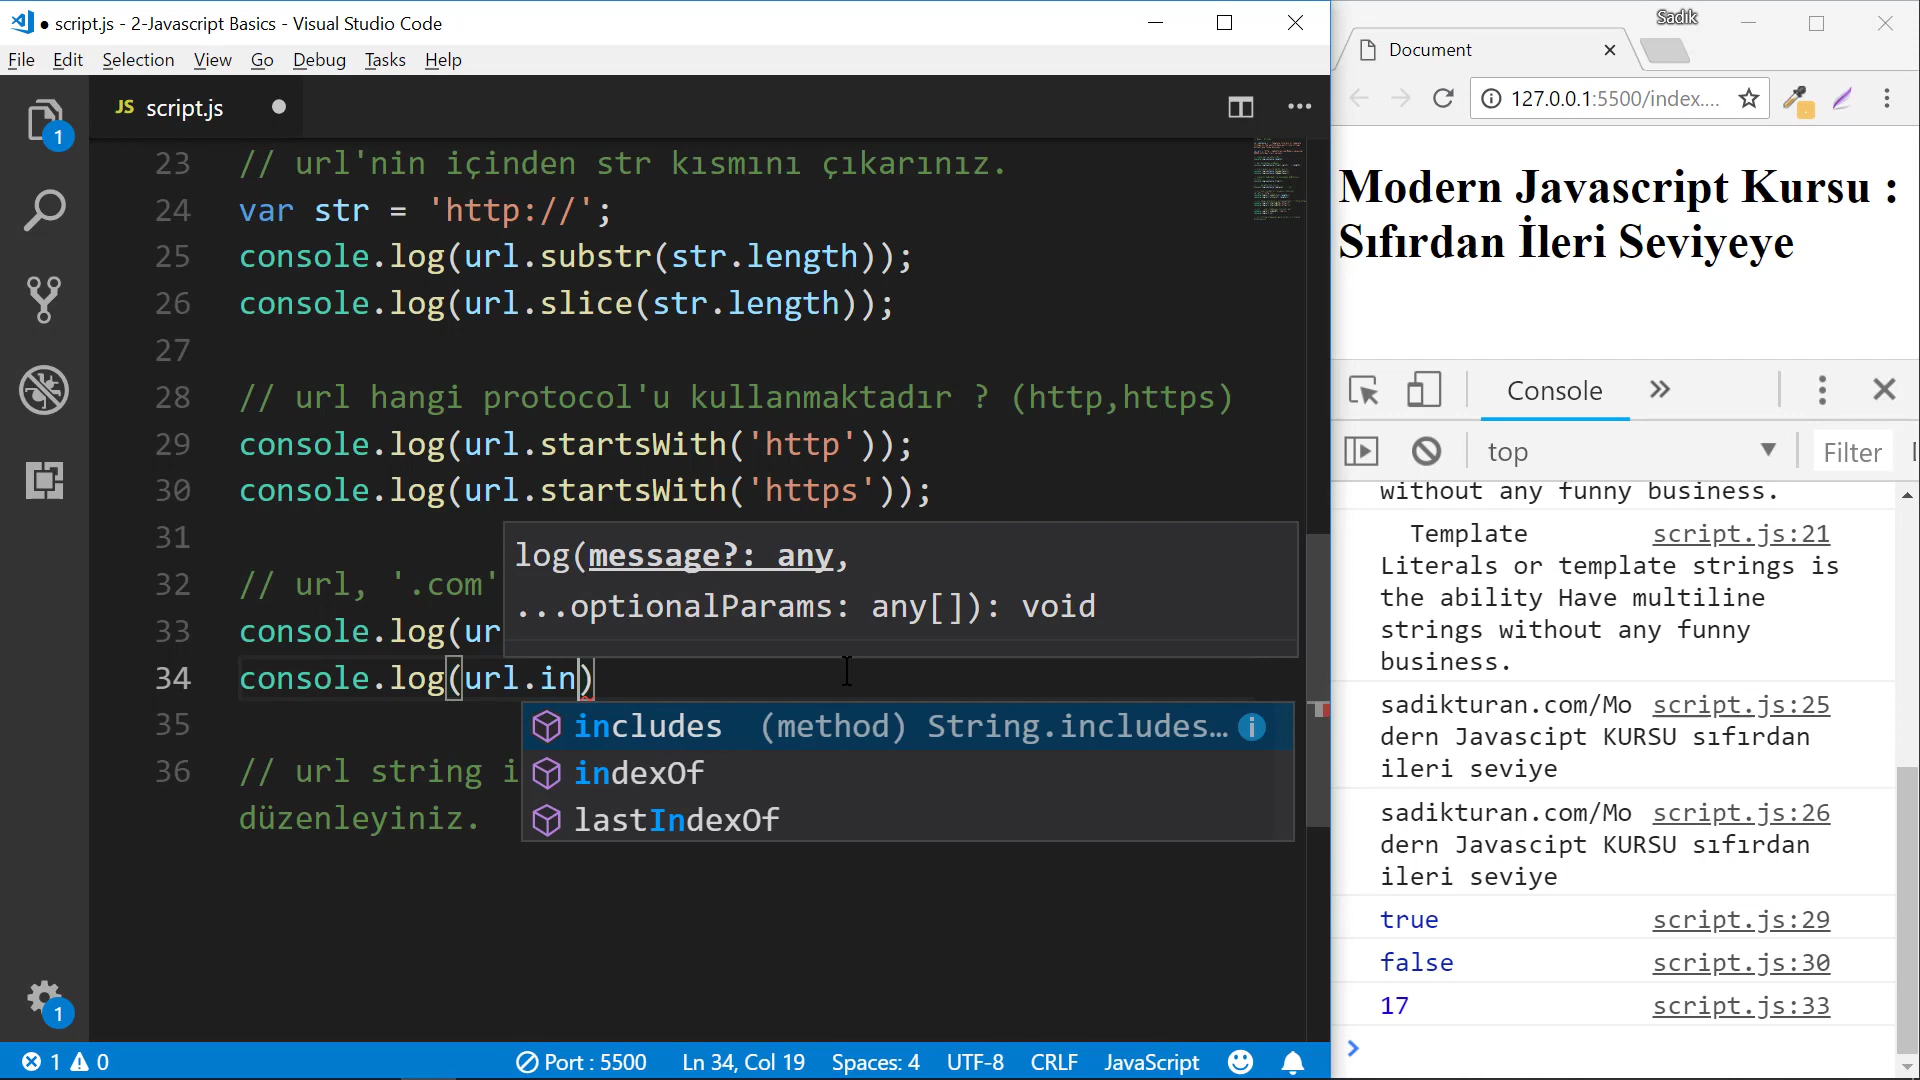 ● script.js - 2-Javascript Basics - Visual Studio Code
File Edit Selection View Go Debug Tasks Help
JS script.js
23 // url'nin içinden str kısmını çıkarınız.
24 var str = 'http://';
25 console.log(url.substr(str.length));
26 console.log(url.slice(str.length));
27
28 // url hangi protocol'u kullanmaktadır ? (http,https)
29 console.log(url.startsWith('http'));
30 console.log(url.startsWith('https'));
31
32 // url, '.com'
33 console.log(ur
34 console.log(url.in)
35
36 // url string i
düzenleyiniz.
log(message?: any,
...optionalParams: any[]): void
includes (method) String.includes…
indexOf
lastIndexOf
1
1
1 0 Port : 5500 Ln 34, Col 19 Spaces: 4 UTF-8 CRLF JavaScript
Sadik
Document
127.0.0.1:5500/index....
Modern Javascript Kursu :
Sıfırdan İleri Seviyeye
Console
top Filter
without any funny business.
Template script.js:21
Literals or template strings is
the ability Have multiline
strings without any funny
business.
sadikturan.com/Mo script.js:25
dern Javascipt KURSU sıfırdan
ileri seviye
sadikturan.com/Mo script.js:26
dern Javascipt KURSU sıfırdan
ileri seviye
true script.js:29
false script.js:30
17 script.js:33